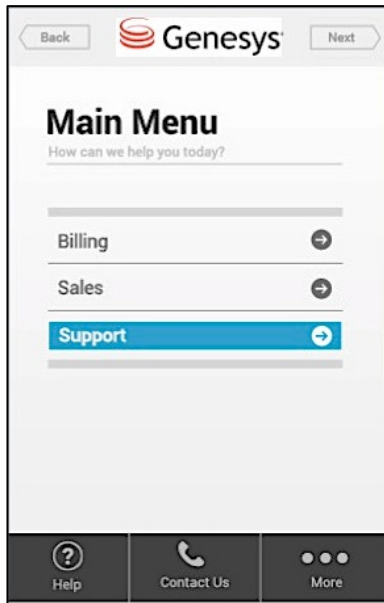 Back
Genesys
Next
Main Menu
How can we help you today?
Billing
Sales
Support
Help
Contact Us
More